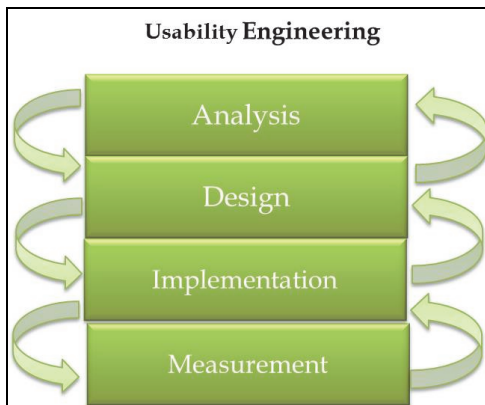 Usability Engineering
Analysis
Design
Implementation
Measurement